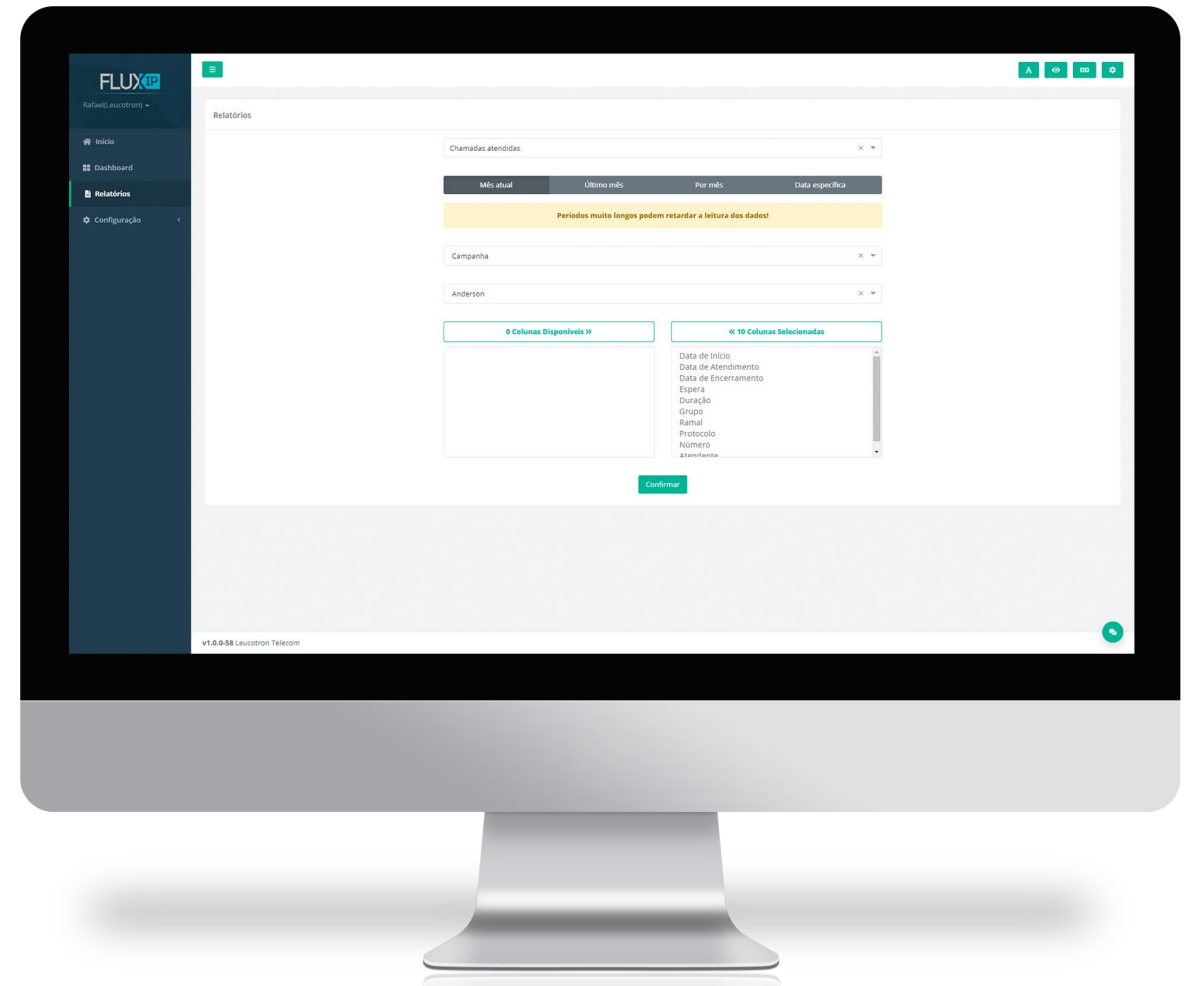 FLUXIP
Rafael(Leucotron)
Início
Dashboard
Relatórios
Configuração
A
Relatórios
Chamadas atendidas
Mês atual
Último mês
Por mês
Data específica
Períodos muito longos podem retardar a leitura dos dados!
Campanha
Anderson
0 Colunas Disponíveis »
« 10 Colunas Selecionadas
Data de Início
Data de Atendimento
Data de Encerramento
Espera
Duração
Grupo
Ramal
Protocolo
Número
Atendente
Confirmar
v1.0.0-58 Leucotron Telecom